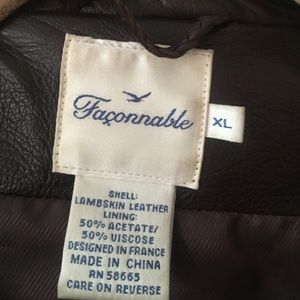 Façonnable
XL
SHELL:
LAMBSKIN LEATHER
LINING:
50% ACETATE/
50% VISCOSE
DESIGNED IN FRANCE
MADE IN CHINA
RN 58665
CARE ON REVERSE